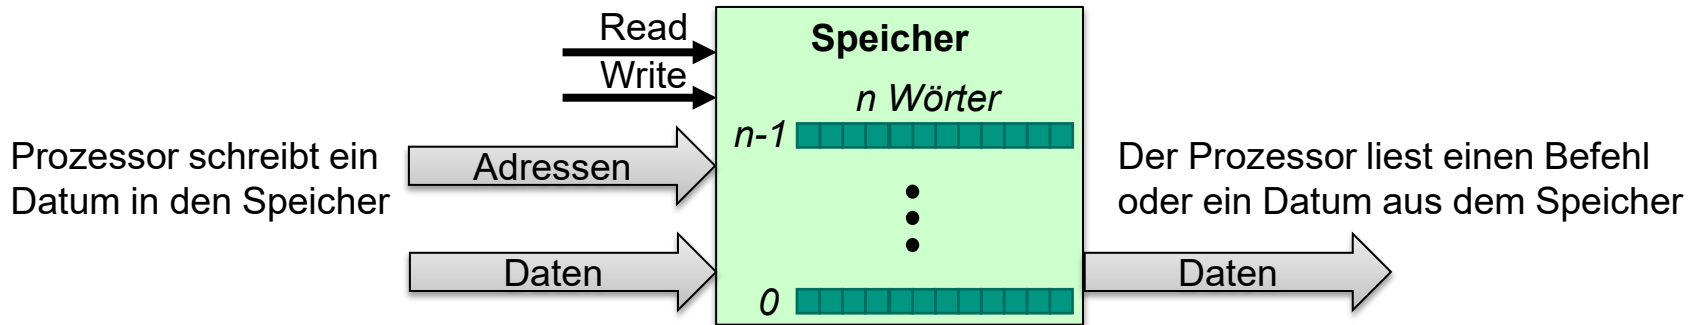 Read
Write
Speicher
n Wörter
n-1
Prozessor schreibt ein
Datum in den Speicher
Adressen
Der Prozessor liest einen Befehl
oder ein Datum aus dem Speicher
Daten
0
Daten